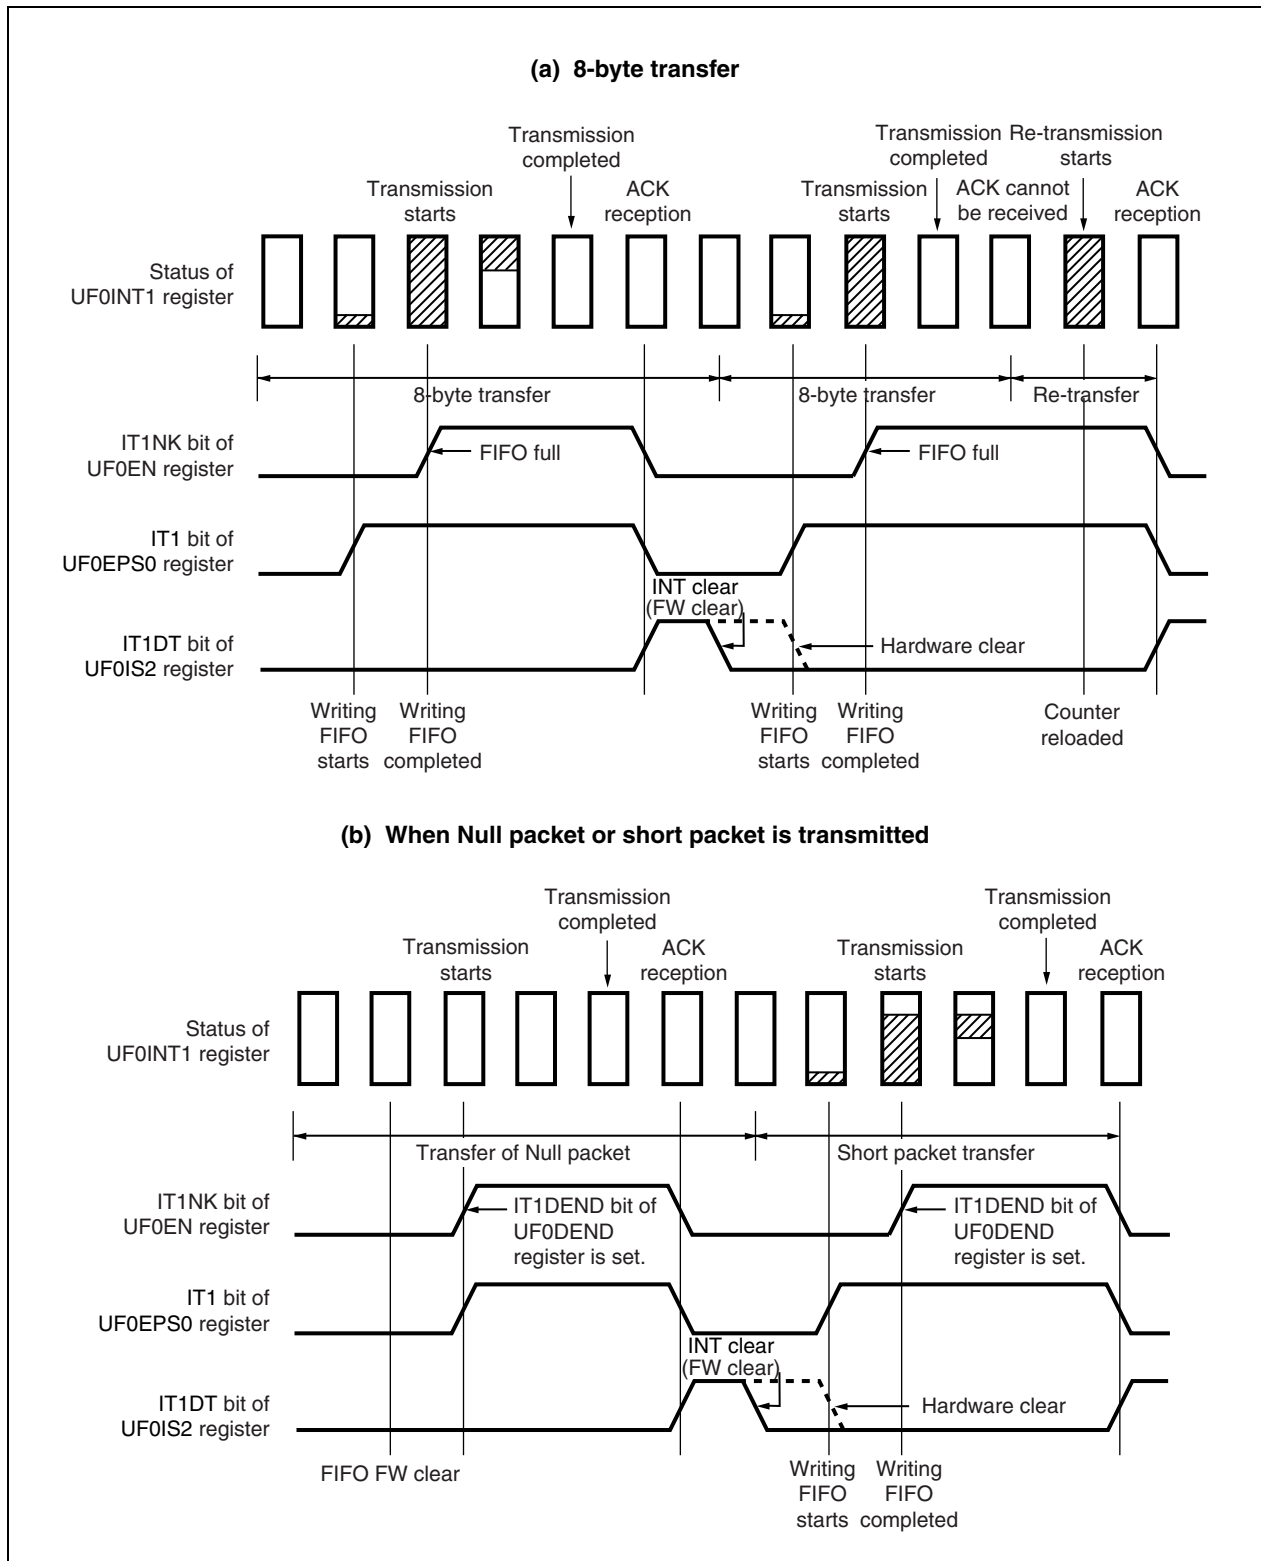 (a) 8-byte transfer
Transmission
completed
Transmission
completed
Re-transmission
starts
Transmission
starts
ACK
reception
Transmission
starts
ACK cannot
be received
ACK
reception
Status of
UF0INT1 register
8-byte transfer
8-byte transfer
Re-transfer
IT1NK bit of
UF0EN register
FIFO full
FIFO full
IT1 bit of
UF0EPS0 register
INT clear
(FW clear)
IT1DT bit of
UF0IS2 register
Hardware clear
Writing
FIFO
starts
Writing
FIFO
completed
Writing
FIFO
starts
Writing
FIFO
completed
Counter
reloaded
(b) When Null packet or short packet is transmitted
Transmission
completed
Transmission
completed
Transmission
starts
ACK
reception
Transmission
starts
ACK
reception
Status of
UF0INT1 register
Transfer of Null packet
Short packet transfer
IT1NK bit of
UF0EN register
IT1DEND bit of
UF0DEND
register is set.
IT1DEND bit of
UF0DEND
register is set.
IT1 bit of
UF0EPS0 register
INT clear
(FW clear)
IT1DT bit of
UF0IS2 register
Hardware clear
FIFO FW clear
Writing
FIFO
starts
Writing
FIFO
completed